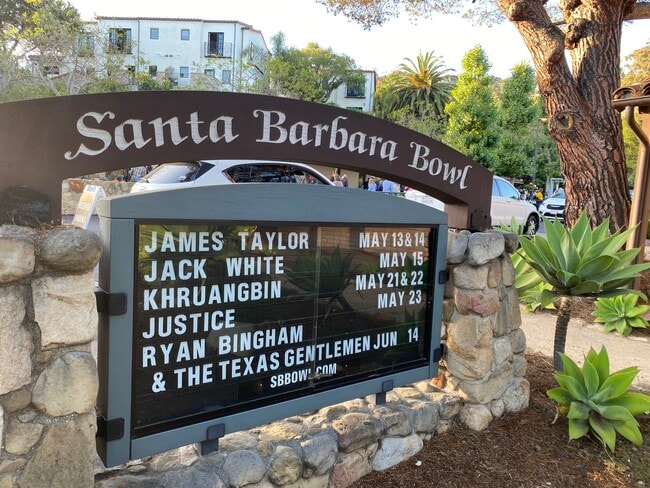 Santa Barbara Bowl
JAMES TAYLOR MAY 13 & 14
JACK WHITE MAY 15
KHRUANGBIN MAY 21 & 22
JUSTICE MAY 23
RYAN BINGHAM
& THE TEXAS GENTLEMEN JUN 14
SBBOWL.COM